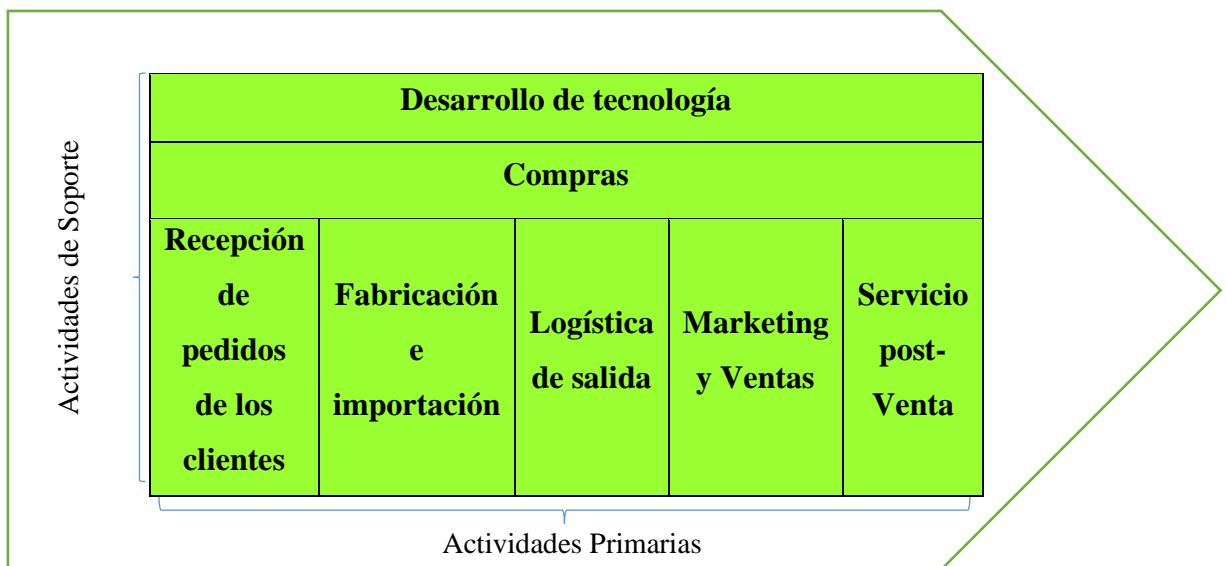 Actividades de Soporte
Desarrollo de tecnología
Compras
Recepción
de
pedidos
de los
clientes
Fabricación
e
importación
Logística
de salida
Marketing
y Ventas
Servicio
post-
Venta
Actividades Primarias